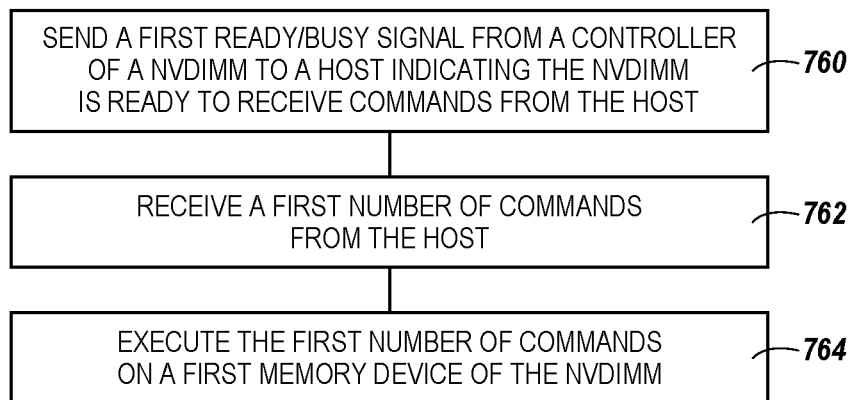 SEND A FIRST READY/BUSY SIGNAL FROM A CONTROLLER
OF A NVDIMM TO A HOST INDICATING THE NVDIMM
IS READY TO RECEIVE COMMANDS FROM THE HOST
760
RECEIVE A FIRST NUMBER OF COMMANDS
FROM THE HOST
762
EXECUTE THE FIRST NUMBER OF COMMANDS
ON A FIRST MEMORY DEVICE OF THE NVDIMM
764